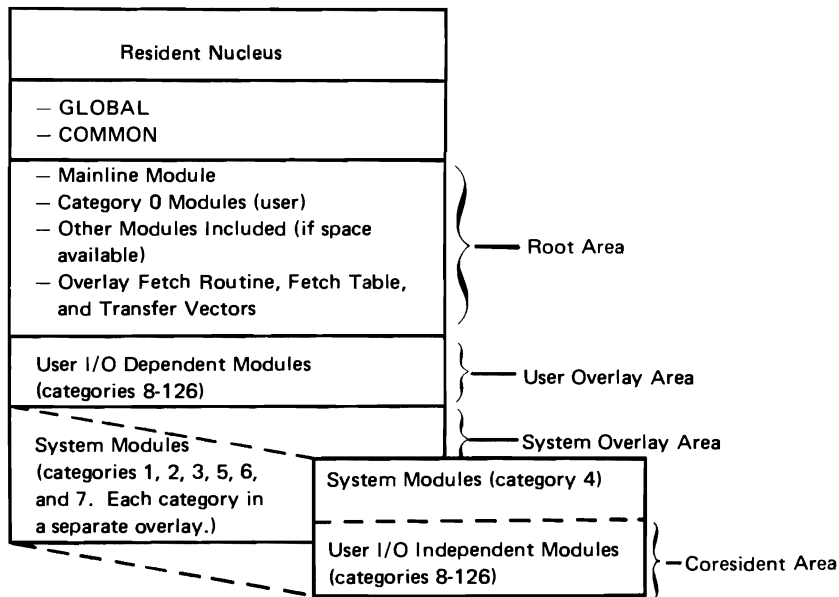 Resident Nucleus
– GLOBAL
– COMMON
– Mainline Module
– Category 0 Modules (user)
– Other Modules Included (if space
available)
– Overlay Fetch Routine, Fetch Table,
and Transfer Vectors
Root Area
User I/O Dependent Modules
(categories 8-126)
User Overlay Area
System Modules
(categories 1, 2, 3, 5, 6,
and 7. Each category in
a separate overlay.)
System Overlay Area
System Modules (category 4)
User I/O Independent Modules
(categories 8-126)
Coresident Area